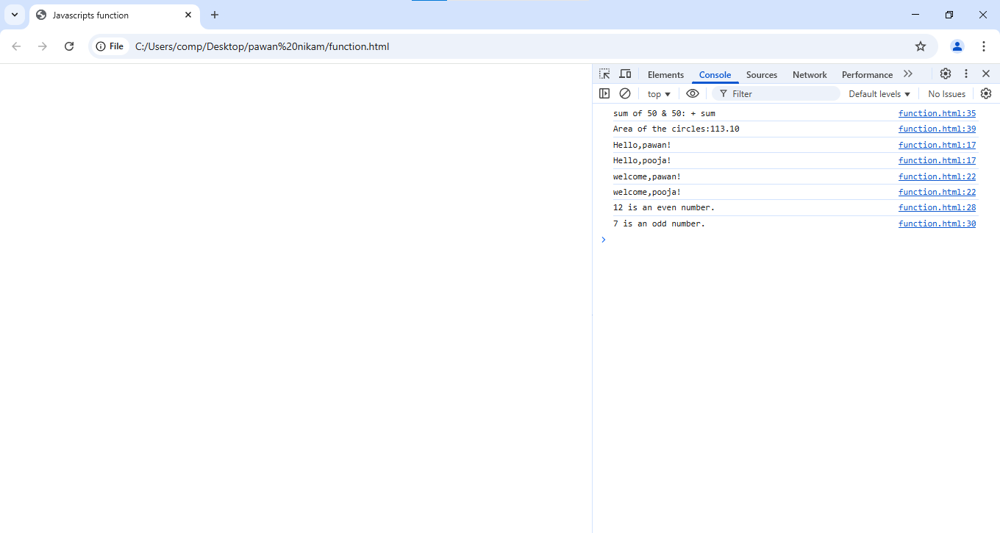 Javascripts function
File C:/Users/comp/Desktop/pawan%20nikam/function.html
Elements Console Sources Network Performance
top Filter Default levels No Issues
sum of 50 & 50: + sum function.html:35
Area of the circles:113.10 function.html:39
Hello,pawan! function.html:17
Hello,pooja! function.html:17
welcome,pawan! function.html:22
welcome,pooja! function.html:22
12 is an even number. function.html:28
7 is an odd number. function.html:30